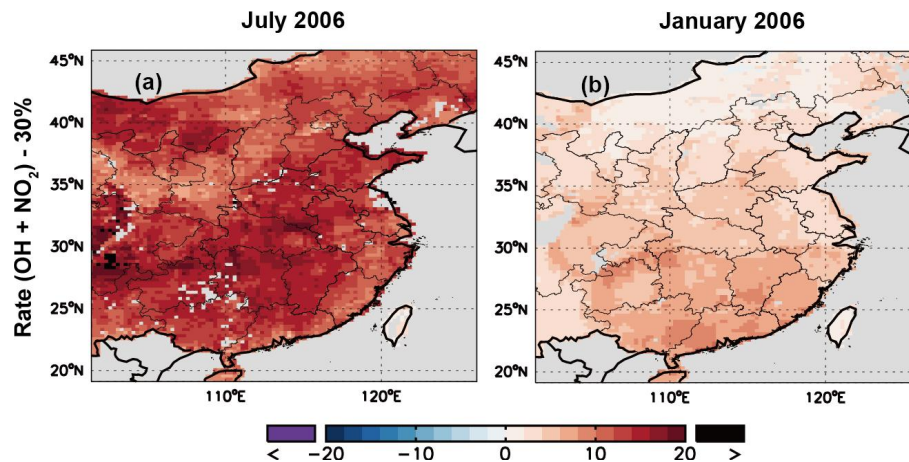 July 2006
January 2006
Rate (OH + NO₂) - 30%
(a)
45°N
40°N
35°N
30°N
25°N
20°N
110°E
120°E
(b)
45°N
40°N
35°N
30°N
25°N
20°N
110°E
120°E
< -20 -10 0 10 20 >